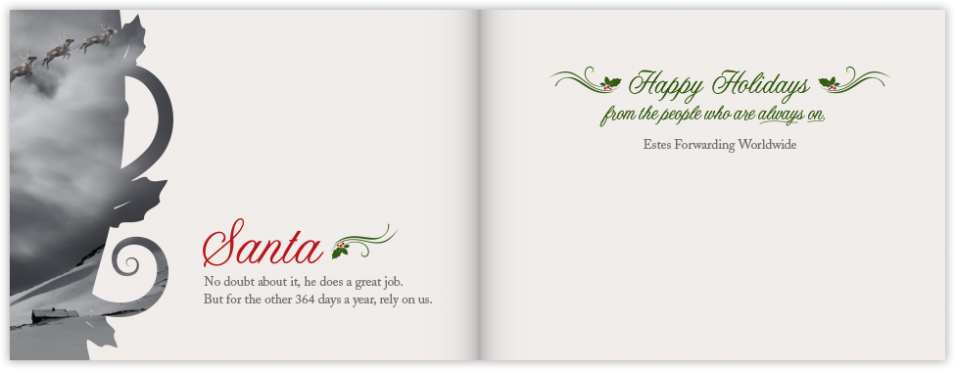 Santa
No doubt about it, he does a great job.
But for the other 364 days a year, rely on us.
Happy Holidays
from the people who are always on.
Estes Forwarding Worldwide